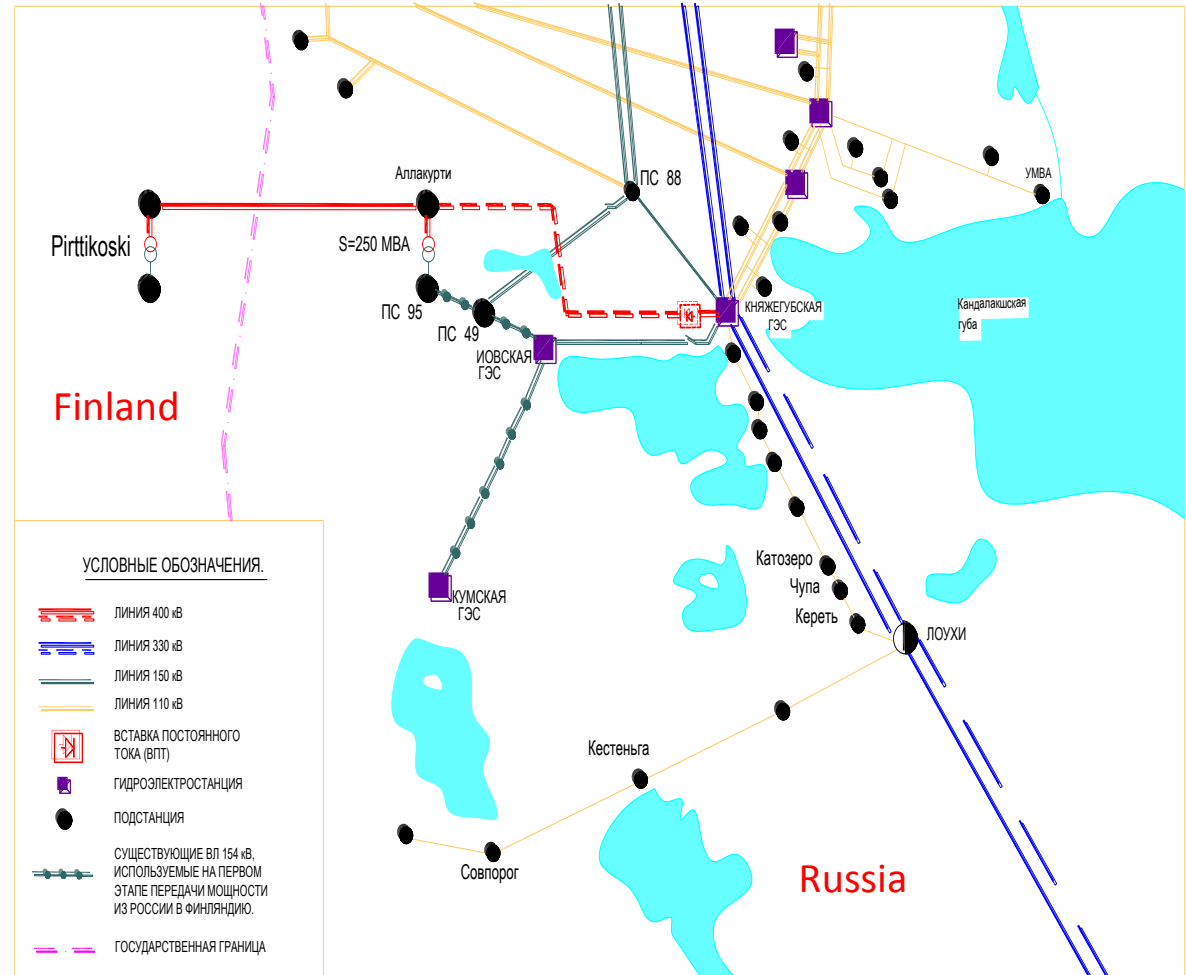 УМВА
Аллакурти
ПС 88
Pirttikoski
S=250 МВА
ПС 95
ПС 49
КНЯЖЕГУБСКАЯ
ГЭС
Кандалакшская
губа
ИОВСКАЯ
ГЭС
Finland
УСЛОВНЫЕ ОБОЗНАЧЕНИЯ.
ЛИНИЯ 400 кВ
ЛИНИЯ 330 кВ
ЛИНИЯ 150 кВ
ЛИНИЯ 110 кВ
ВСТАВКА ПОСТОЯННОГО
ТОКА (ВПТ)
ГИДРОЭЛЕКТРОСТАНЦИЯ
ПОДСТАНЦИЯ
СУЩЕСТВУЮЩИЕ ВЛ 154 кВ,
ИСПОЛЬЗУЕМЫЕ НА ПЕРВОМ
ЭТАПЕ ПЕРЕДАЧИ МОЩНОСТИ
ИЗ РОССИИ В ФИНЛЯНДИЮ.
ГОСУДАРСТВЕННАЯ ГРАНИЦА
КУМСКАЯ
ГЭС
Катозеро
Чупа
Кереть
ЛОУХИ
Кестеньга
Совпорог
Russia